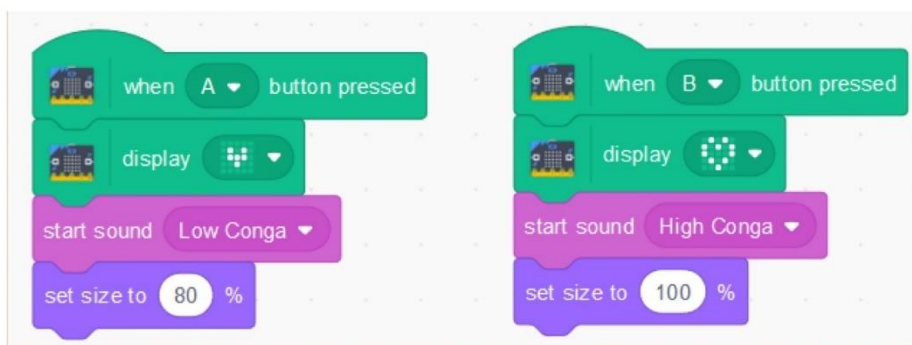 when A button pressed
display
start sound Low Conga
set size to 80 %
when B button pressed
display
start sound High Conga
set size to 100 %